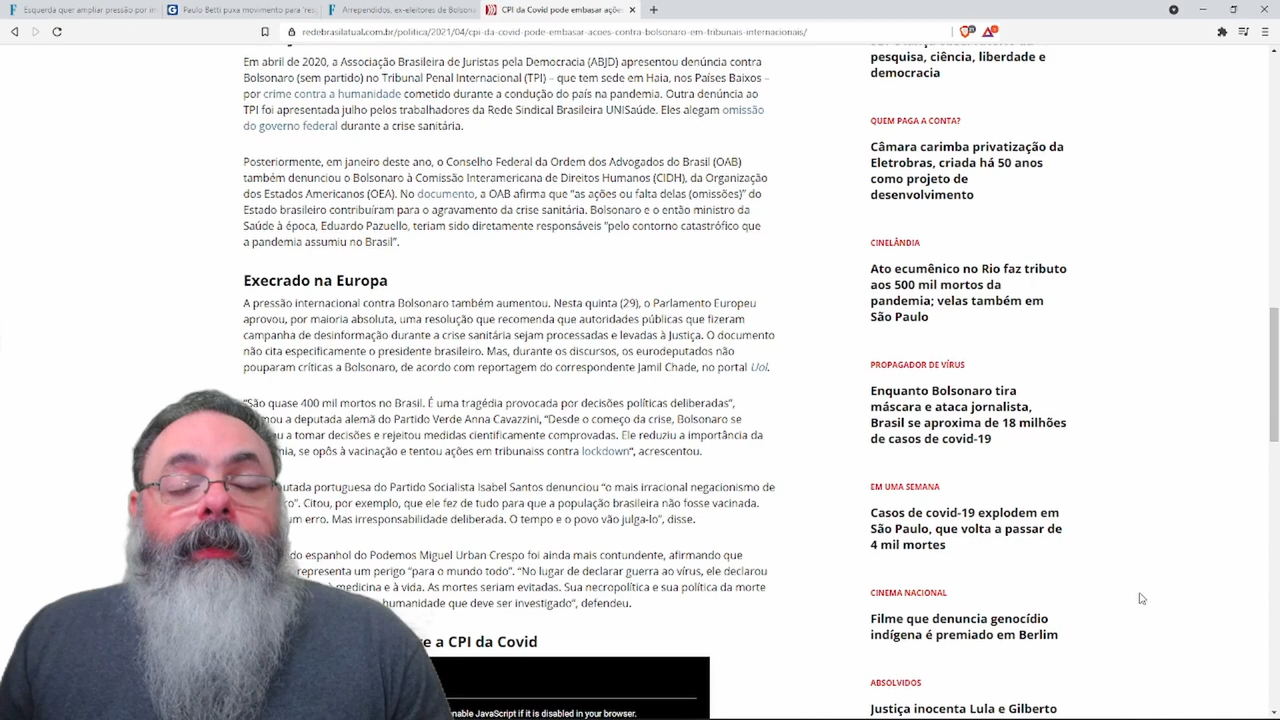 Esquerda quer ampliar pressão por im
Paulo Betti puxa movimento para 'resp
Arrependidos, ex-eleitores de Bolsona
CPI da Covid pode embasar ações
redebrasilatual.com.br/politica/2021/04/cpi-da-covid-pode-embasar-acoes-contra-bolsonaro-em-tribunais-internacionais/
Em abril de 2020, a Associação Brasileira de Juristas pela Democracia (ABJD) apresentou denúncia contra
Bolsonaro (sem partido) no Tribunal Penal Internacional (TPI) – que tem sede em Haia, nos Países Baixos –
por crime contra a humanidade cometido durante a condução do país na pandemia. Outra denúncia ao
TPI foi apresentada julho pelos trabalhadores da Rede Sindical Brasileira UNISaúde. Eles alegam omissão
do governo federal durante a crise sanitária.
Posteriormente, em janeiro deste ano, o Conselho Federal da Ordem dos Advogados do Brasil (OAB)
também denunciou o Bolsonaro à Comissão Interamericana de Direitos Humanos (CIDH), da Organização
dos Estados Americanos (OEA). No documento, a OAB afirma que "as ações ou falta delas (omissões)" do
Estado brasileiro contribuíram para o agravamento da crise sanitária. Bolsonaro e o então ministro da
Saúde à época, Eduardo Pazuello, teriam sido diretamente responsáveis "pelo contorno catastrófico que
a pandemia assumiu no Brasil".
Execrado na Europa
A pressão internacional contra Bolsonaro também aumentou. Nesta quinta (29), o Parlamento Europeu
aprovou, por maioria absoluta, uma resolução que recomenda que autoridades públicas que fizeram
campanha de desinformação durante a crise sanitária sejam processadas e levadas à Justiça. O documento
não cita especificamente o presidente brasileiro. Mas, durante os discursos, os eurodeputados não
pouparam críticas a Bolsonaro, de acordo com reportagem do correspondente Jamil Chade, no portal Uol.
"São quase 400 mil mortos no Brasil. É uma tragédia provocada por decisões políticas deliberadas",
a deputada alemã do Partido Verde Anna Cavazzini, "Desde o começo da crise, Bolsonaro se
a tomar decisões e rejeitou medidas cientificamente comprovadas. Ele reduziu a importância da
se opôs à vacinação e tentou ações em tribunaiss contra lockdown", acrescentou.
portuguesa do Partido Socialista Isabel Santos denunciou "o mais irracional negacionismo de
Citou, por exemplo, que ele fez de tudo para que a população brasileira não fosse vacinada.
um erro. Mas irresponsabilidade deliberada. O tempo e o povo vão julga-lo", disse.
do espanhol do Podemos Miguel Urban Crespo foi ainda mais contundente, afirmando que
representa um perigo "para o mundo todo". "No lugar de declarar guerra ao vírus, ele declarou
medicina e à vida. As mortes seriam evitadas. Sua necropolítica e sua política da morte
humanidade que deve ser investigado", defendeu.
e a CPI da Covid
enable JavaScript if it is disabled in your browser.
pesquisa, ciência, liberdade e
democracia
QUEM PAGA A CONTA?
Câmara carimba privatização da
Eletrobras, criada há 50 anos
como projeto de
desenvolvimento
CINELÂNDIA
Ato ecumênico no Rio faz tributo
aos 500 mil mortos da
pandemia; velas também em
São Paulo
PROPAGADOR DE VÍRUS
Enquanto Bolsonaro tira
máscara e ataca jornalista,
Brasil se aproxima de 18 milhões
de casos de covid-19
EM UMA SEMANA
Casos de covid-19 explodem em
São Paulo, que volta a passar de
4 mil mortes
CINEMA NACIONAL
Filme que denuncia genocídio
indígena é premiado em Berlim
ABSOLVIDOS
Justiça inocenta Lula e Gilberto